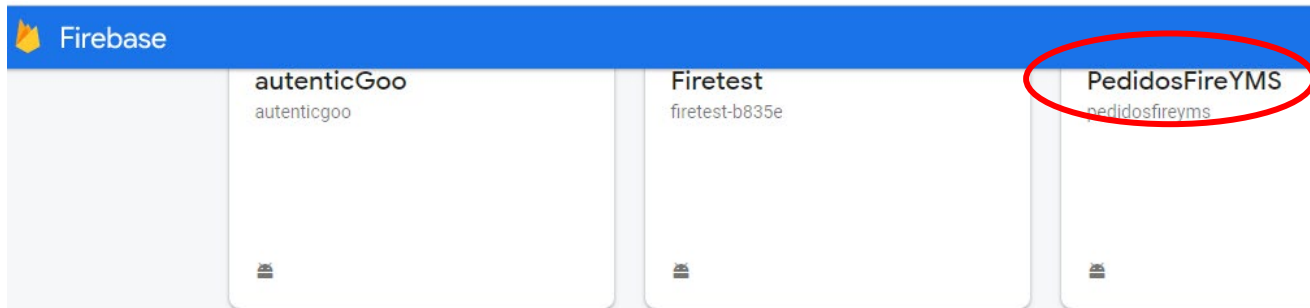 Firebase
autenticGoo
autenticgoo
Firetest
firetest-b835e
PedidosFireYMS
pedidosfireyms